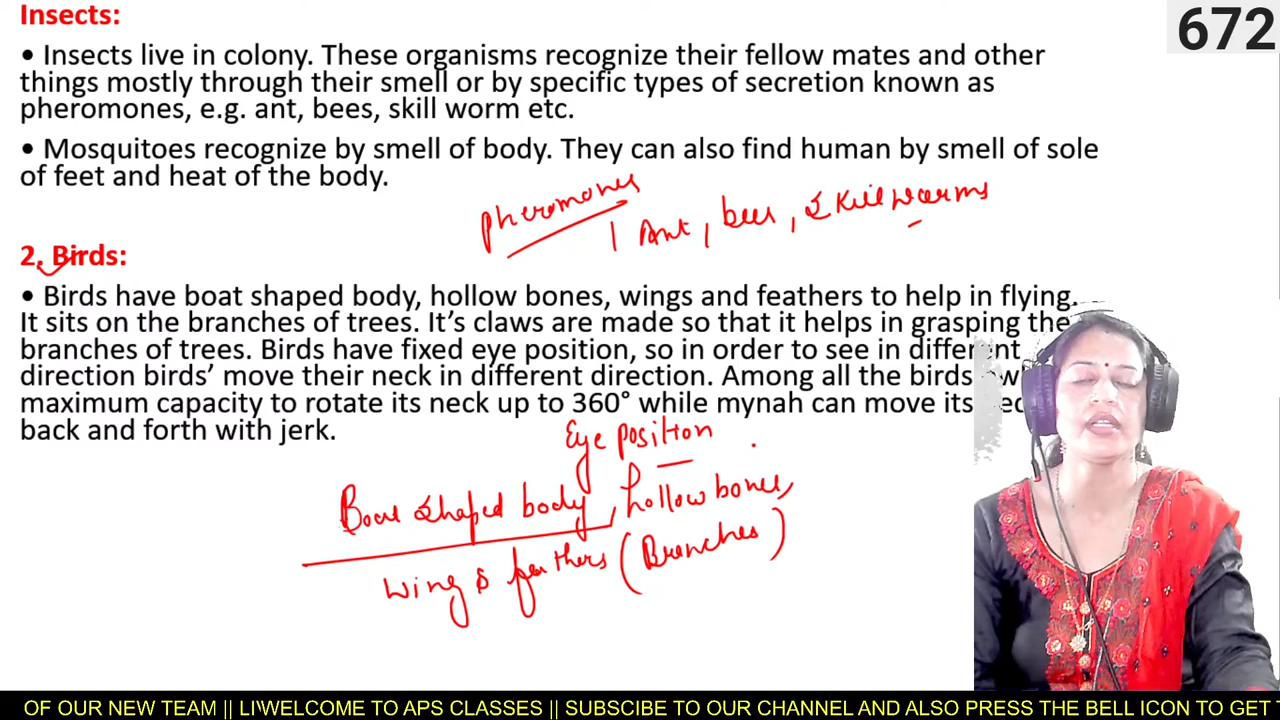 Insects:
672
• Insects live in colony. These organisms recognize their fellow mates and other
things mostly through their smell or by specific types of secretion known as
pheromones, e.g. ant, bees, skill worm etc.
• Mosquitoes recognize by smell of body. They can also find human by smell of sole
of feet and heat of the body.
pheromones
Ant, bees, skill worms
2. Birds:
• Birds have boat shaped body, hollow bones, wings and feathers to help in flying.
It sits on the branches of trees. It's claws are made so that it helps in grasping the
branches of trees. Birds have fixed eye position, so in order to see in different
direction birds' move their neck in different direction. Among all the birds
maximum capacity to rotate its neck up to 360° while mynah can move its
back and forth with jerk.
Eye position
Boat shaped body, hollow bones,
wings feathers (Branches)
OF OUR NEW TEAM || LI\WELCOME TO APS CLASSES || SUBSCRIBE TO OUR CHANNEL AND ALSO PRESS THE BELL ICON TO GET